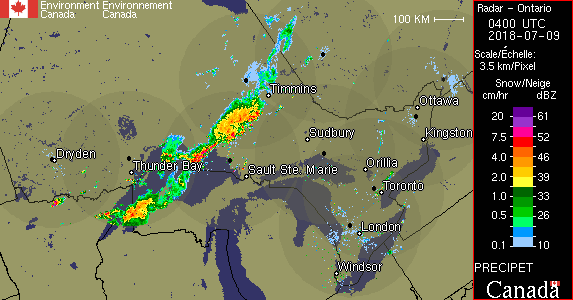 Environment Environnement
Canada Canada
100 KM
Timmins
Ottawa
Sudbury
Kingston
Dryden
Thunder Bay
Sault Ste. Marie
Orillia
Toronto
London
Windsor
Radar - Ontario
0400 UTC
2018-07-09
Scale/Échelle:
3.5 km/Pixel
Snow/Neige
cm/hr dBZ
20 61
7.5 57
5.5 52
4.0 46
2.0 39
1.0 33
0.5 26
0.1 10
PRECIPET
Canada